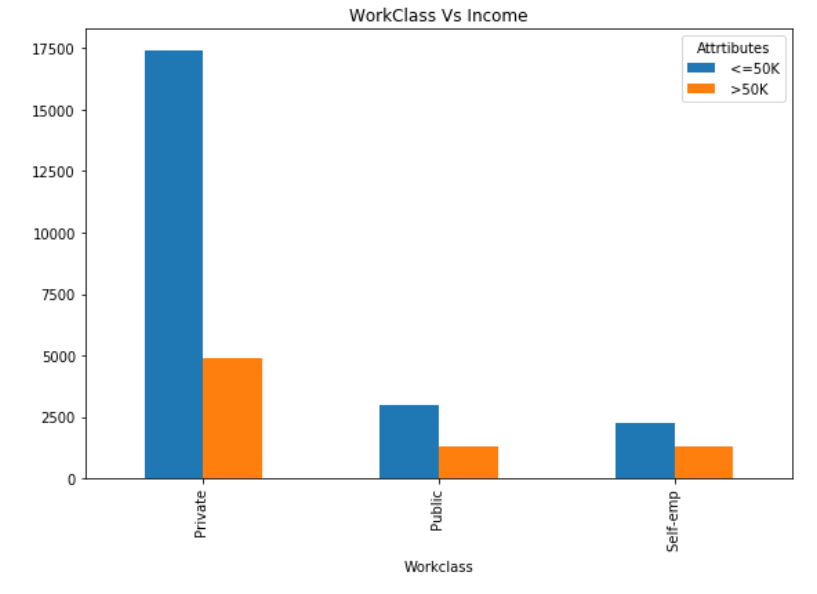 WorkClass Vs Income
Attrtibutes
<=50K
>50K
17500
15000
12500
10000
7500
5000
2500
0
Private
Public
Self-emp
Workclass